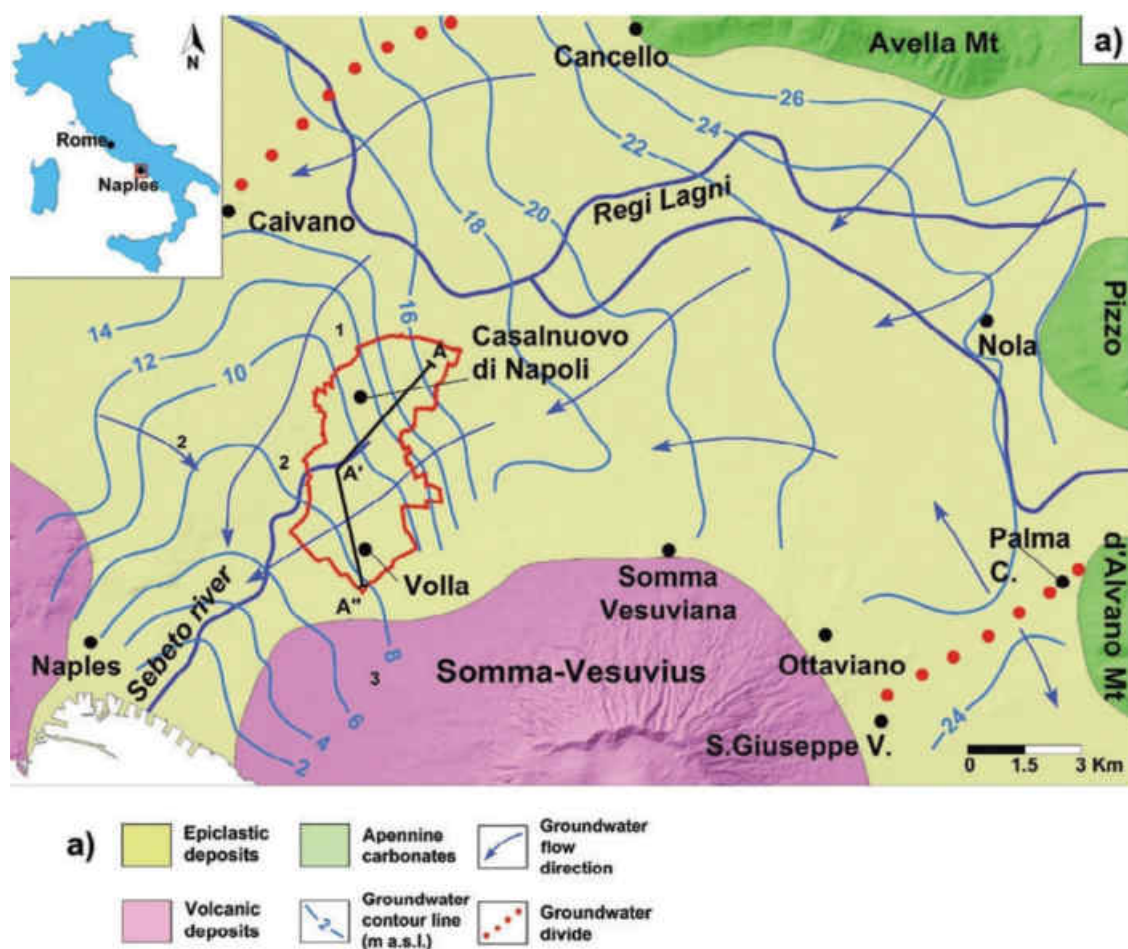 N
a)
Rome
Naples
Cancello
Avella Mt
26
24
22
20
18
16
14
12
10
Regi Lagni
Caivano
1
Casalnuovo
di Napoli
A
Pizzo
Nola
2
2
A'
Palma
C.
d'Alvano Mt
Volla
A"
Somma
Vesuviana
Naples
Sebeto river
8
3
Somma-Vesuvius
Ottaviano
6
4
2
24
S.Giuseppe V.
0 1.5 3 Km
a)
Epiclastic
deposits
Apennine
carbonates
Groundwater
flow
direction
Volcanic
deposits
2
Groundwater
contour line
(m a.s.l.)
Groundwater
divide